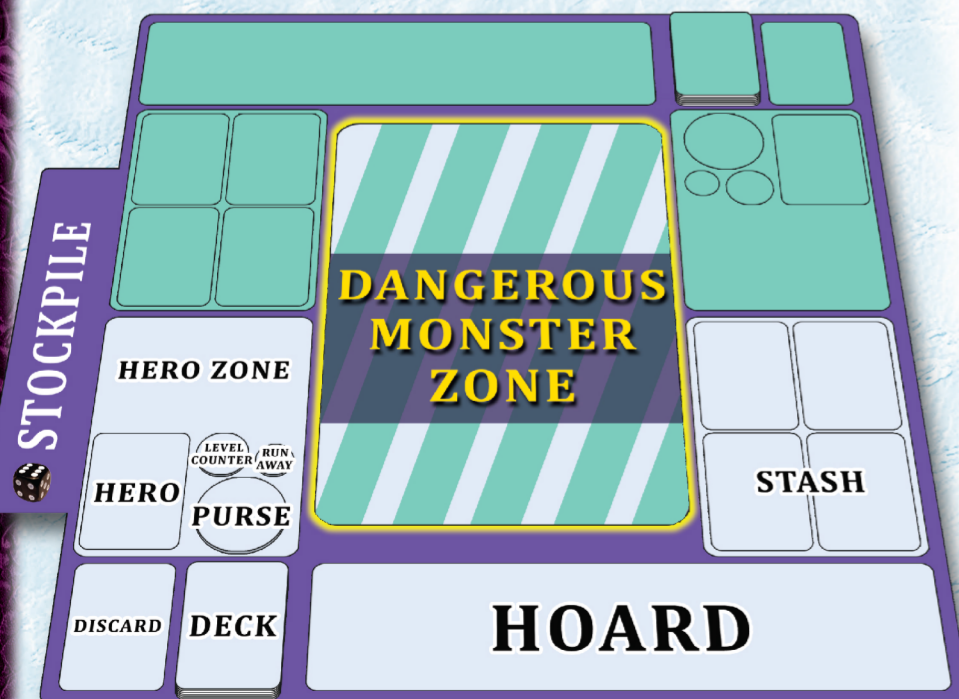 DANGEROUS
MONSTER
ZONE
STOCKPILE
HERO ZONE
LEVEL
COUNTER
RUN
AWAY
HERO
PURSE
STASH
DISCARD
DECK
HOARD